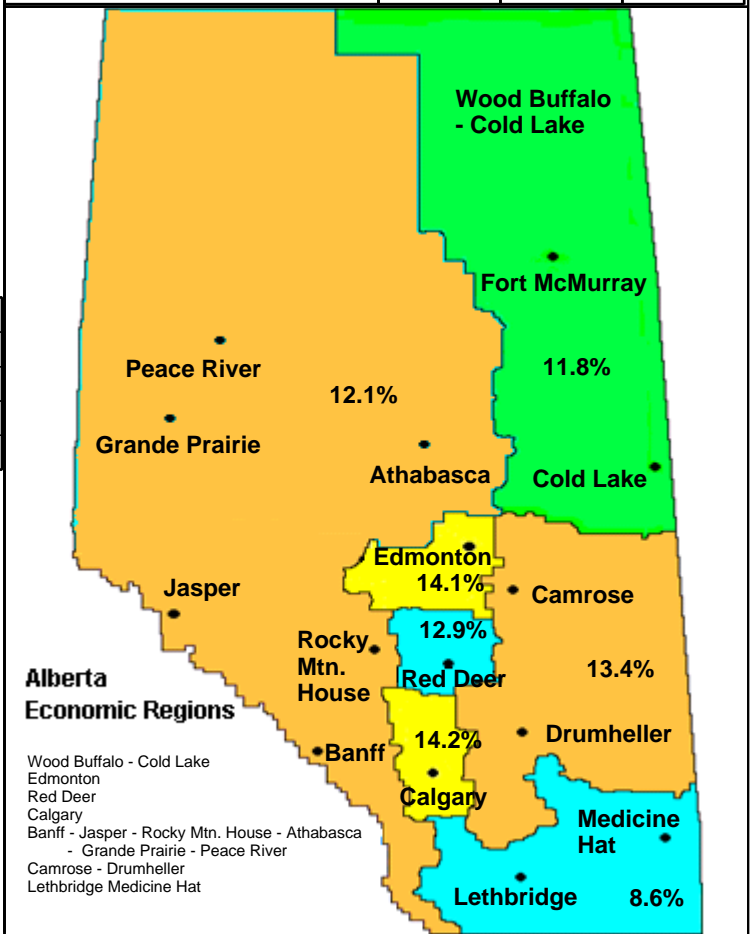 Wood Buffalo
- Cold Lake
Fort McMurray
Peace River
11.8%
12.1%
Grande Prairie
Athabasca
Cold Lake
Edmonton
14.1%
Jasper
Camrose
12.9%
Rocky
Mtn.
House
Red Deer
13.4%
Alberta
Economic Regions
14.2%
Drumheller
Banff
Calgary
Medicine
Hat
Lethbridge
8.6%
Wood Buffalo - Cold Lake
Edmonton
Red Deer
Calgary
Banff - Jasper - Rocky Mtn. House - Athabasca
- Grande Prairie - Peace River
Camrose - Drumheller
Lethbridge Medicine Hat